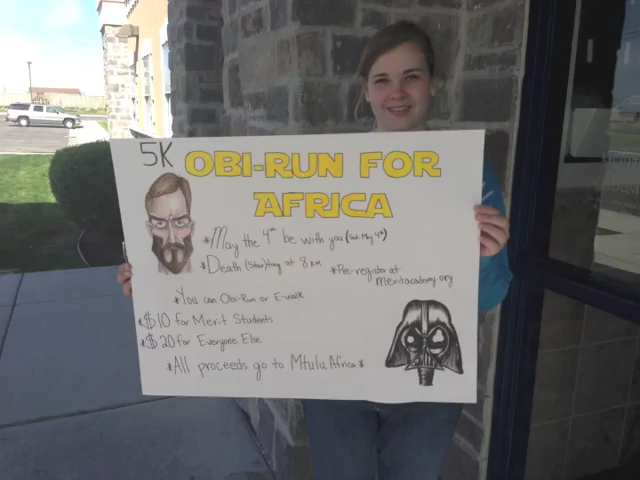 5K OBI-RUN FOR
AFRICA
*May the 4th be with you (Sat. May 4th)
*Death (Star)ting at 8 AM
*Pre-register at
meritacademy.org
*You can Obi-Run or E-walk
*$10 for Merit Students
*$20 for Everyone Else
*All proceeds go to Mtulu Africa*